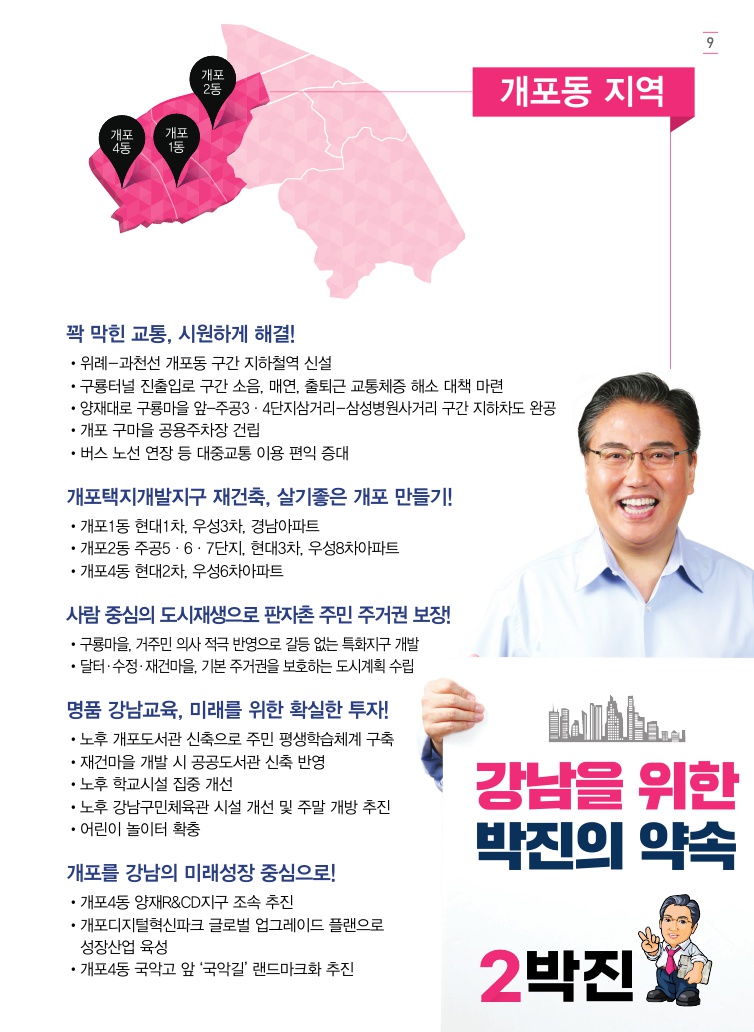 9
개포동 지역
개포
2동
개포
4동
개포
1동
꽉 막힌 교통, 시원하게 해결!
• 위례-과천선 개포동 구간 지하철역 신설
• 구룡터널 진출입로 구간 소음, 매연, 출퇴근 교통체증 해소 대책 마련
• 양재대로 구룡마을 앞-주공3 · 4단지삼거리-삼성병원사거리 구간 지하차도 완공
• 개포 구마을 공용주차장 건립
• 버스 노선 연장 등 대중교통 이용 편익 증대
개포택지개발지구 재건축, 살기좋은 개포 만들기!
• 개포1동 현대1차, 우성3차, 경남아파트
• 개포2동 주공5 · 6 · 7단지, 현대3차, 우성8차아파트
• 개포4동 현대2차, 우성6차아파트
사람 중심의 도시재생으로 판자촌 주민 주거권 보장!
• 구룡마을, 거주민 의사 적극 반영으로 갈등 없는 특화지구 개발
• 달터·수정·재건마을, 기본 주거권을 보호하는 도시계획 수립
명품 강남교육, 미래를 위한 확실한 투자!
• 노후 개포도서관 신축으로 주민 평생학습체계 구축
• 재건마을 개발 시 공공도서관 신축 반영
• 노후 학교시설 집중 개선
• 노후 강남구민체육관 시설 개선 및 주말 개방 추진
• 어린이 놀이터 확충
개포를 강남의 미래성장 중심으로!
• 개포4동 양재R&CD지구 조속 추진
• 개포디지털혁신파크 글로벌 업그레이드 플랜으로
성장산업 육성
• 개포4동 국악고 앞 ‘국악길’ 랜드마크화 추진
강남을 위한
박진의 약속
2박진